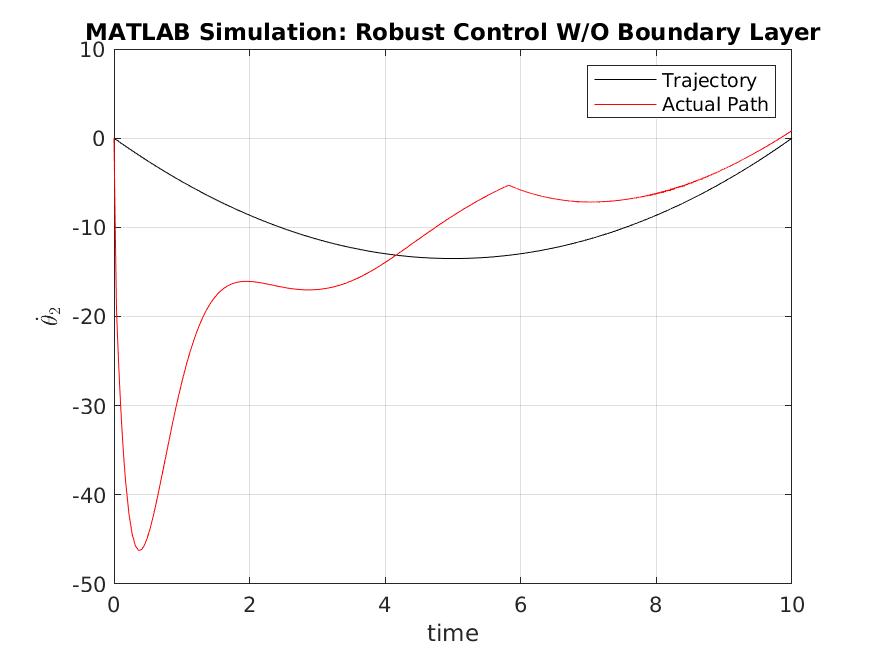 MATLAB Simulation: Robust Control W/O Boundary Layer
10
Trajectory
Actual Path
0
-10
θ̇₂
-20
-30
-40
-50
0 2 4 6 8 10
time